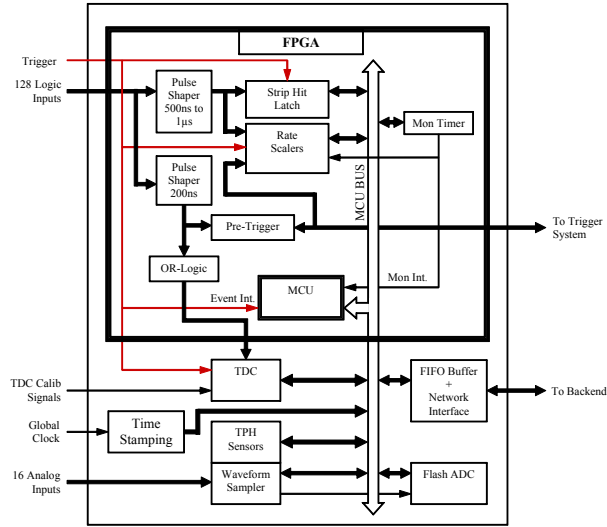 FPGA
Trigger
128 Logic
Inputs
Pulse
Shaper
500ns to
1µs
Strip Hit
Latch
Mon Timer
Rate
Scalers
Pulse
Shaper
200ns
MCU BUS
Pre-Trigger
To Trigger
System
OR-Logic
MCU
Mon Int.
Event Int.
TDC
FIFO Buffer
+
Network
Interface
TDC Calib
Signals
To Backend
Global
Clock
Time
Stamping
TPH
Sensors
16 Analog
Inputs
Waveform
Sampler
Flash ADC